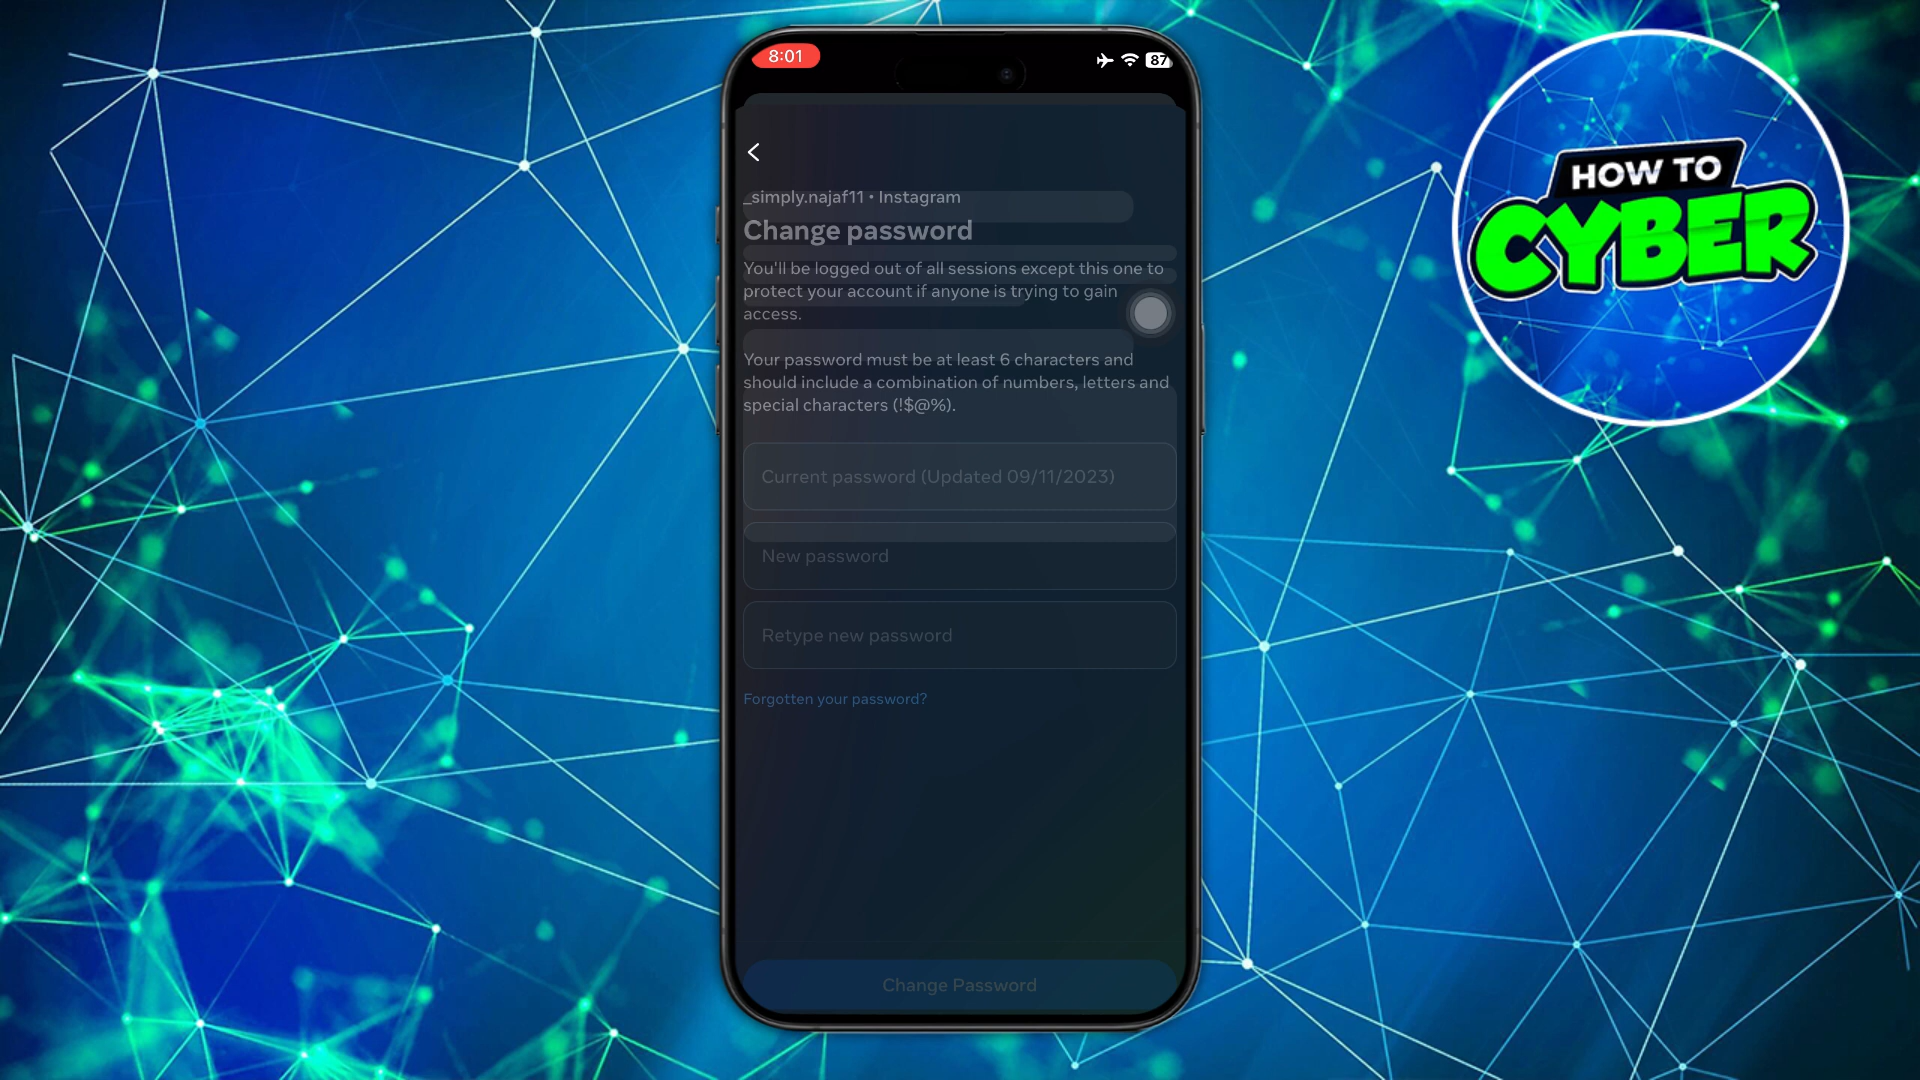 8:01
87
_simply.najaf11 • Instagram
Change password
You'll be logged out of all sessions except this one to
protect your account if anyone is trying to gain
access.
Your password must be at least 6 characters and
should include a combination of numbers, letters and
special characters (!$@%).
Current password (Updated 09/11/2023)
New password
Retype new password
Forgotten your password?
Change Password
HOW TO
CYBER